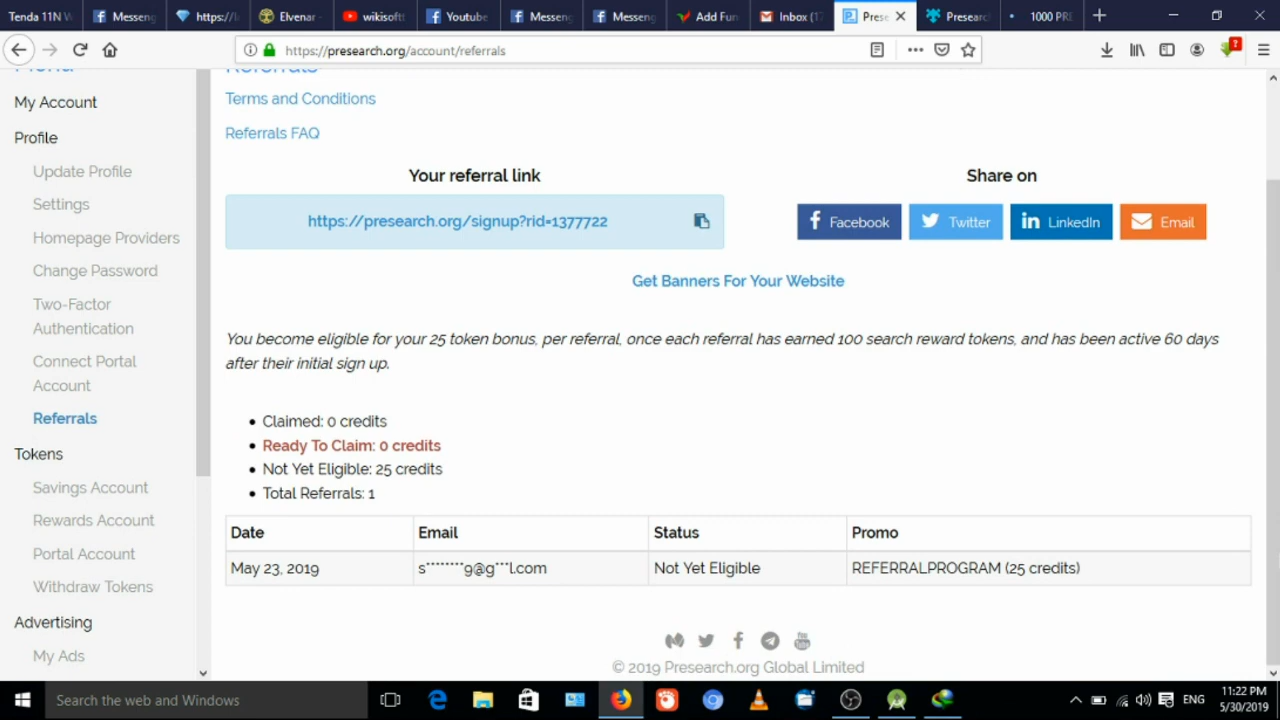 Tenda 11N W
Messeng
https://l
Elvenar -
wikisoftt
Youtube
Messeng
Messeng
Add Fun
Inbox (1
Prese
Presearch
1000 PRE
https://presearch.org/account/referrals
Referrals
Terms and Conditions
Referrals FAQ
My Account
Profile
Update Profile
Settings
Homepage Providers
Change Password
Two-Factor
Authentication
Connect Portal
Account
Referrals
Tokens
Savings Account
Rewards Account
Portal Account
Withdraw Tokens
Advertising
My Ads
Your referral link
https://presearch.org/signup?rid=1377722
Share on
Facebook
Twitter
LinkedIn
Email
Get Banners For Your Website
You become eligible for your 25 token bonus, per referral, once each referral has earned 100 search reward tokens, and has been active 60 days
after their initial sign up.
Claimed: 0 credits
Ready To Claim: 0 credits
Not Yet Eligible: 25 credits
Total Referrals: 1
Date Email Status Promo
May 23, 2019 s********9@g***l.com Not Yet Eligible REFERRALPROGRAM (25 credits)
© 2019 Presearch.org Global Limited
Search the web and Windows
ENG
11:22 PM
5/30/2019